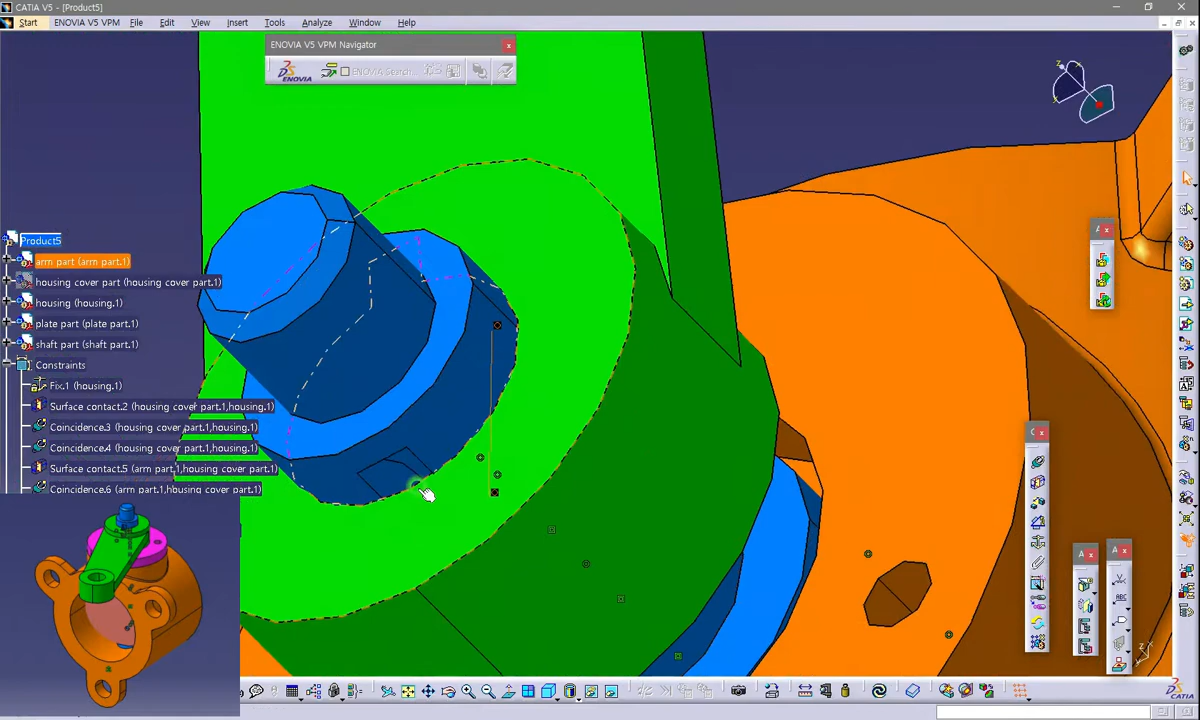 CATIA V5 - [Product5]
Start ENOVIA V5 VPM File Edit View Insert Tools Analyze Window Help
ENOVIA V5 VPM Navigator
ENOVIA ENOVIA Search...
Product5
arm part (arm part.1)
housing cover part (housing cover part.1)
housing (housing.1)
plate part (plate part.1)
shaft part (shaft part.1)
Constraints
Fix.1 (housing.1)
Surface contact.2 (housing cover part.1,housing.1)
Coincidence.3 (housing cover part.1,housing.1)
Coincidence.4 (housing cover part.1,housing.1)
Surface contact.5 (arm part.1,housing cover part.1)
Coincidence.6 (arm part.1,housing cover part.1)
A
C
A
A
ABC
z
x
y
CATIA